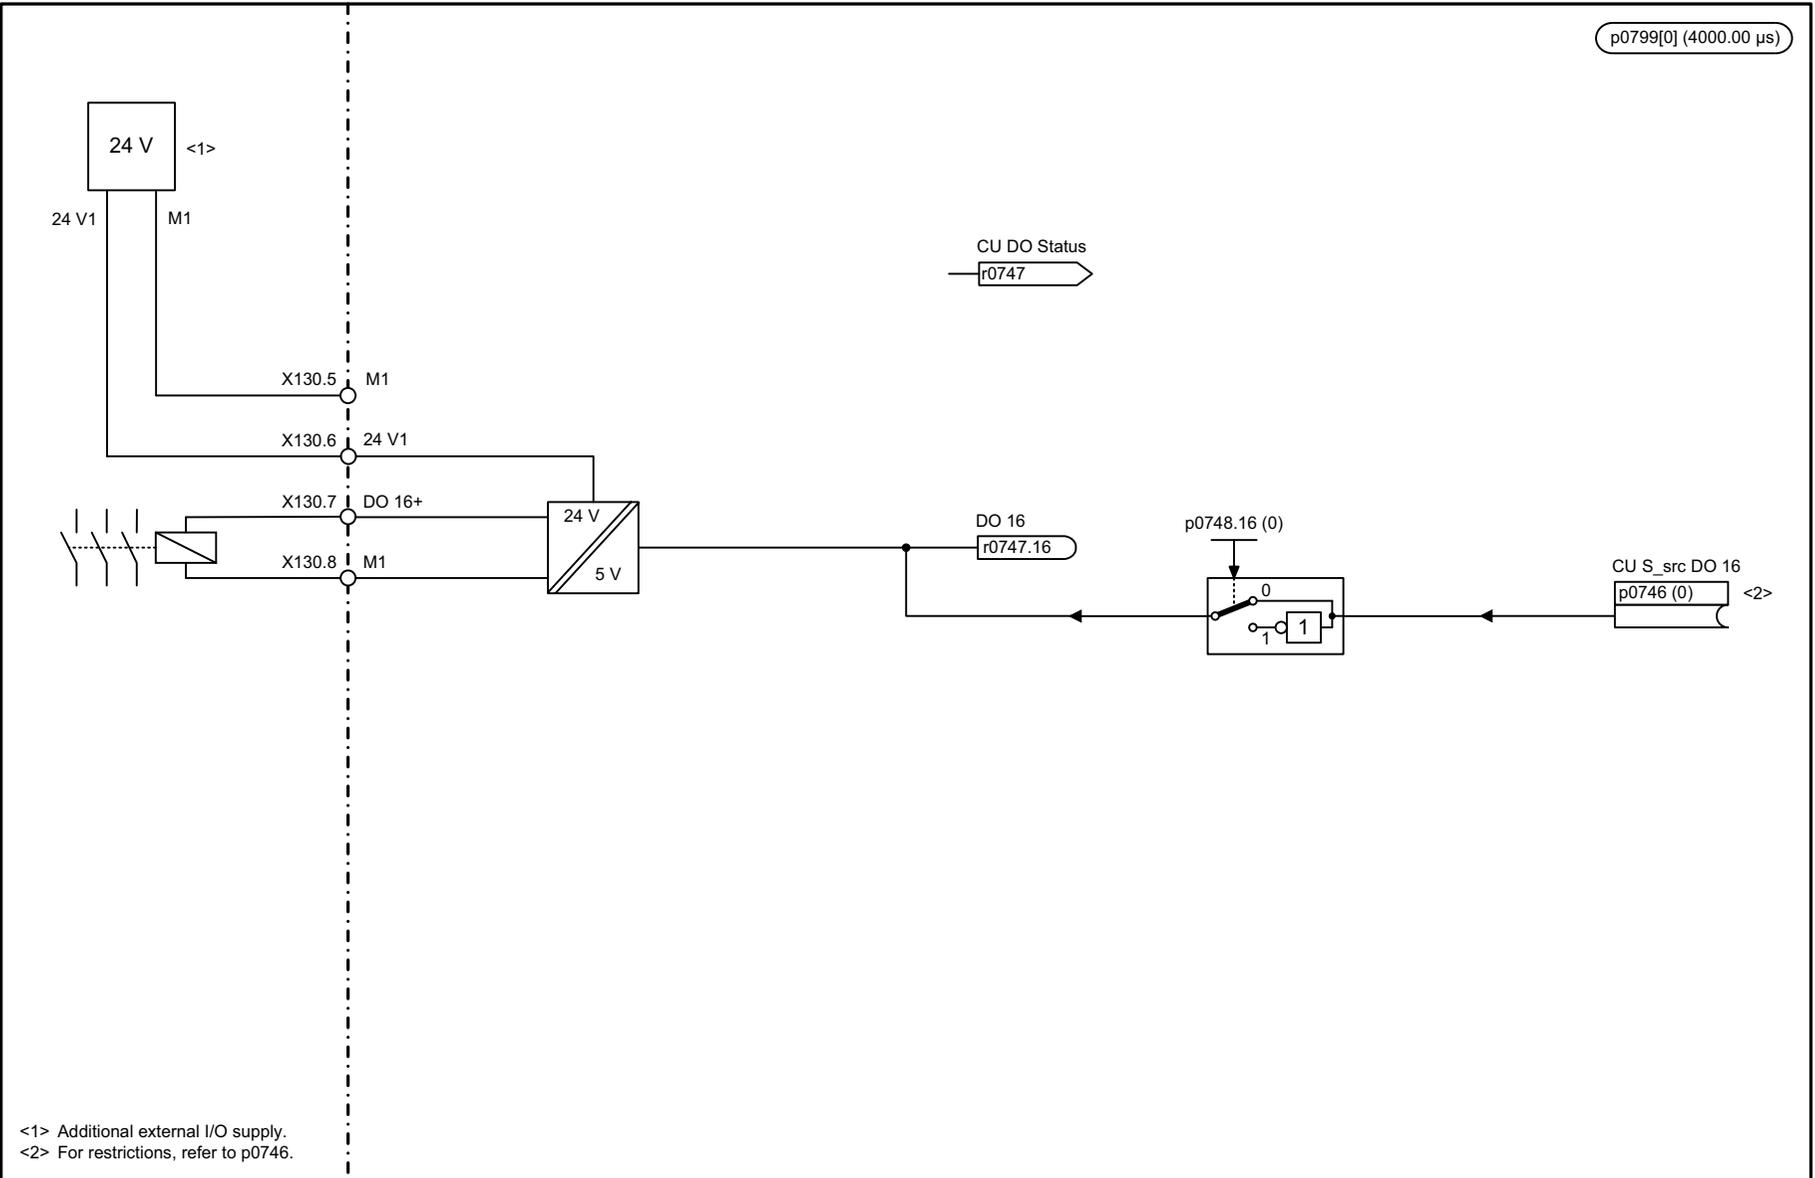 p0799[0] (4000.00 µs)
24 V
<1>
24 V1
M1
CU DO Status
r0747
X130.5
M1
X130.6
24 V1
X130.7
DO 16+
24 V
5 V
X130.8
M1
DO 16
r0747.16
p0748.16 (0)
0
1
1
CU S_src DO 16
p0746 (0)
<2>
<1> Additional external I/O supply.
<2> For restrictions, refer to p0746.